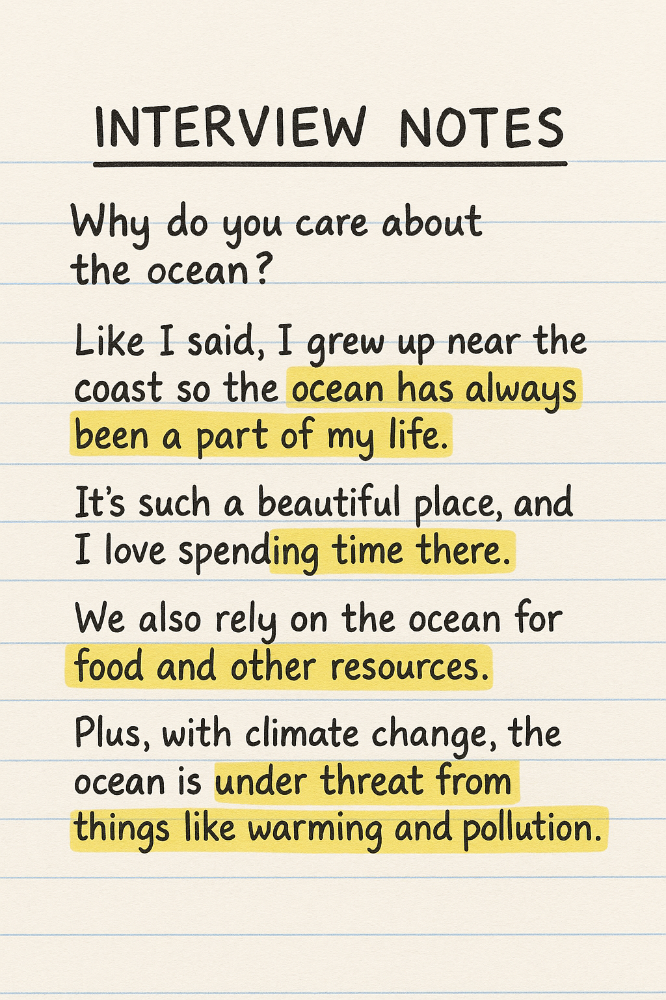 INTERVIEW NOTES
Why do you care about
the ocean?
Like I said, I grew up near the
coast so the ocean has always
been a part of my life.
It's such a beautiful place, and
I love spending time there.
We also rely on the ocean for
food and other resources.
Plus, with climate change, the
ocean is under threat from
things like warming and pollution.